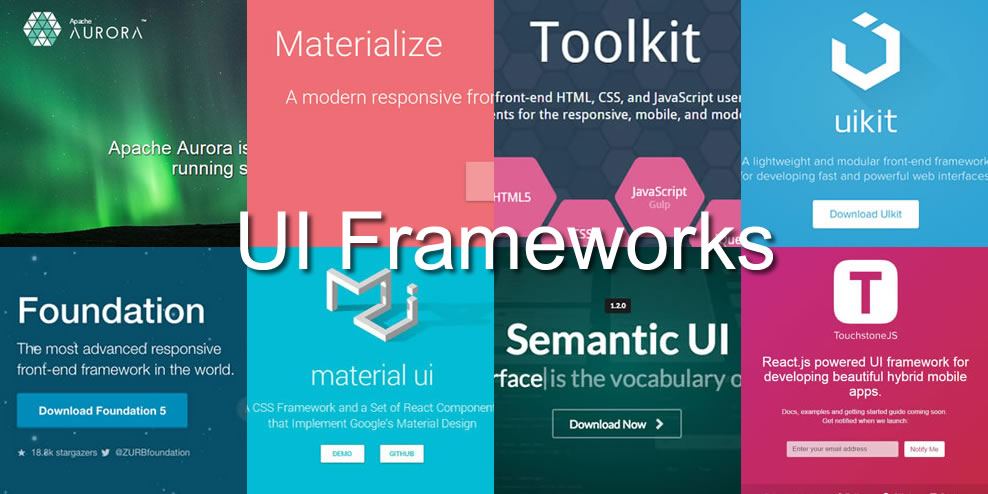 Apache
AURORA™
Apache Aurora is
running s
Materialize
A modern responsive fron
Toolkit
front-end HTML, CSS, and JavaScript user
nts for the responsive, mobile, and mod
HTML5
CSS
JavaScript
Gulp
uikit
A lightweight and modular front-end framework
for developing fast and powerful web interfaces
Download UIkit
UI Frameworks
Foundation
The most advanced responsive
front-end framework in the world.
Download Foundation 5
18.8k stargazers @ZURBfoundation
material ui
A CSS Framework and a Set of React Component
that Implement Google's Material Design
DEMO GITHUB
1.2.0
Semantic UI
rface is the vocabulary o
Download Now
T
TouchstoneJS
React.js powered UI framework for
developing beautiful hybrid mobile
apps.
Docs, examples and getting started guide coming soon.
Get notified when we launch:
Enter your email address Notify Me